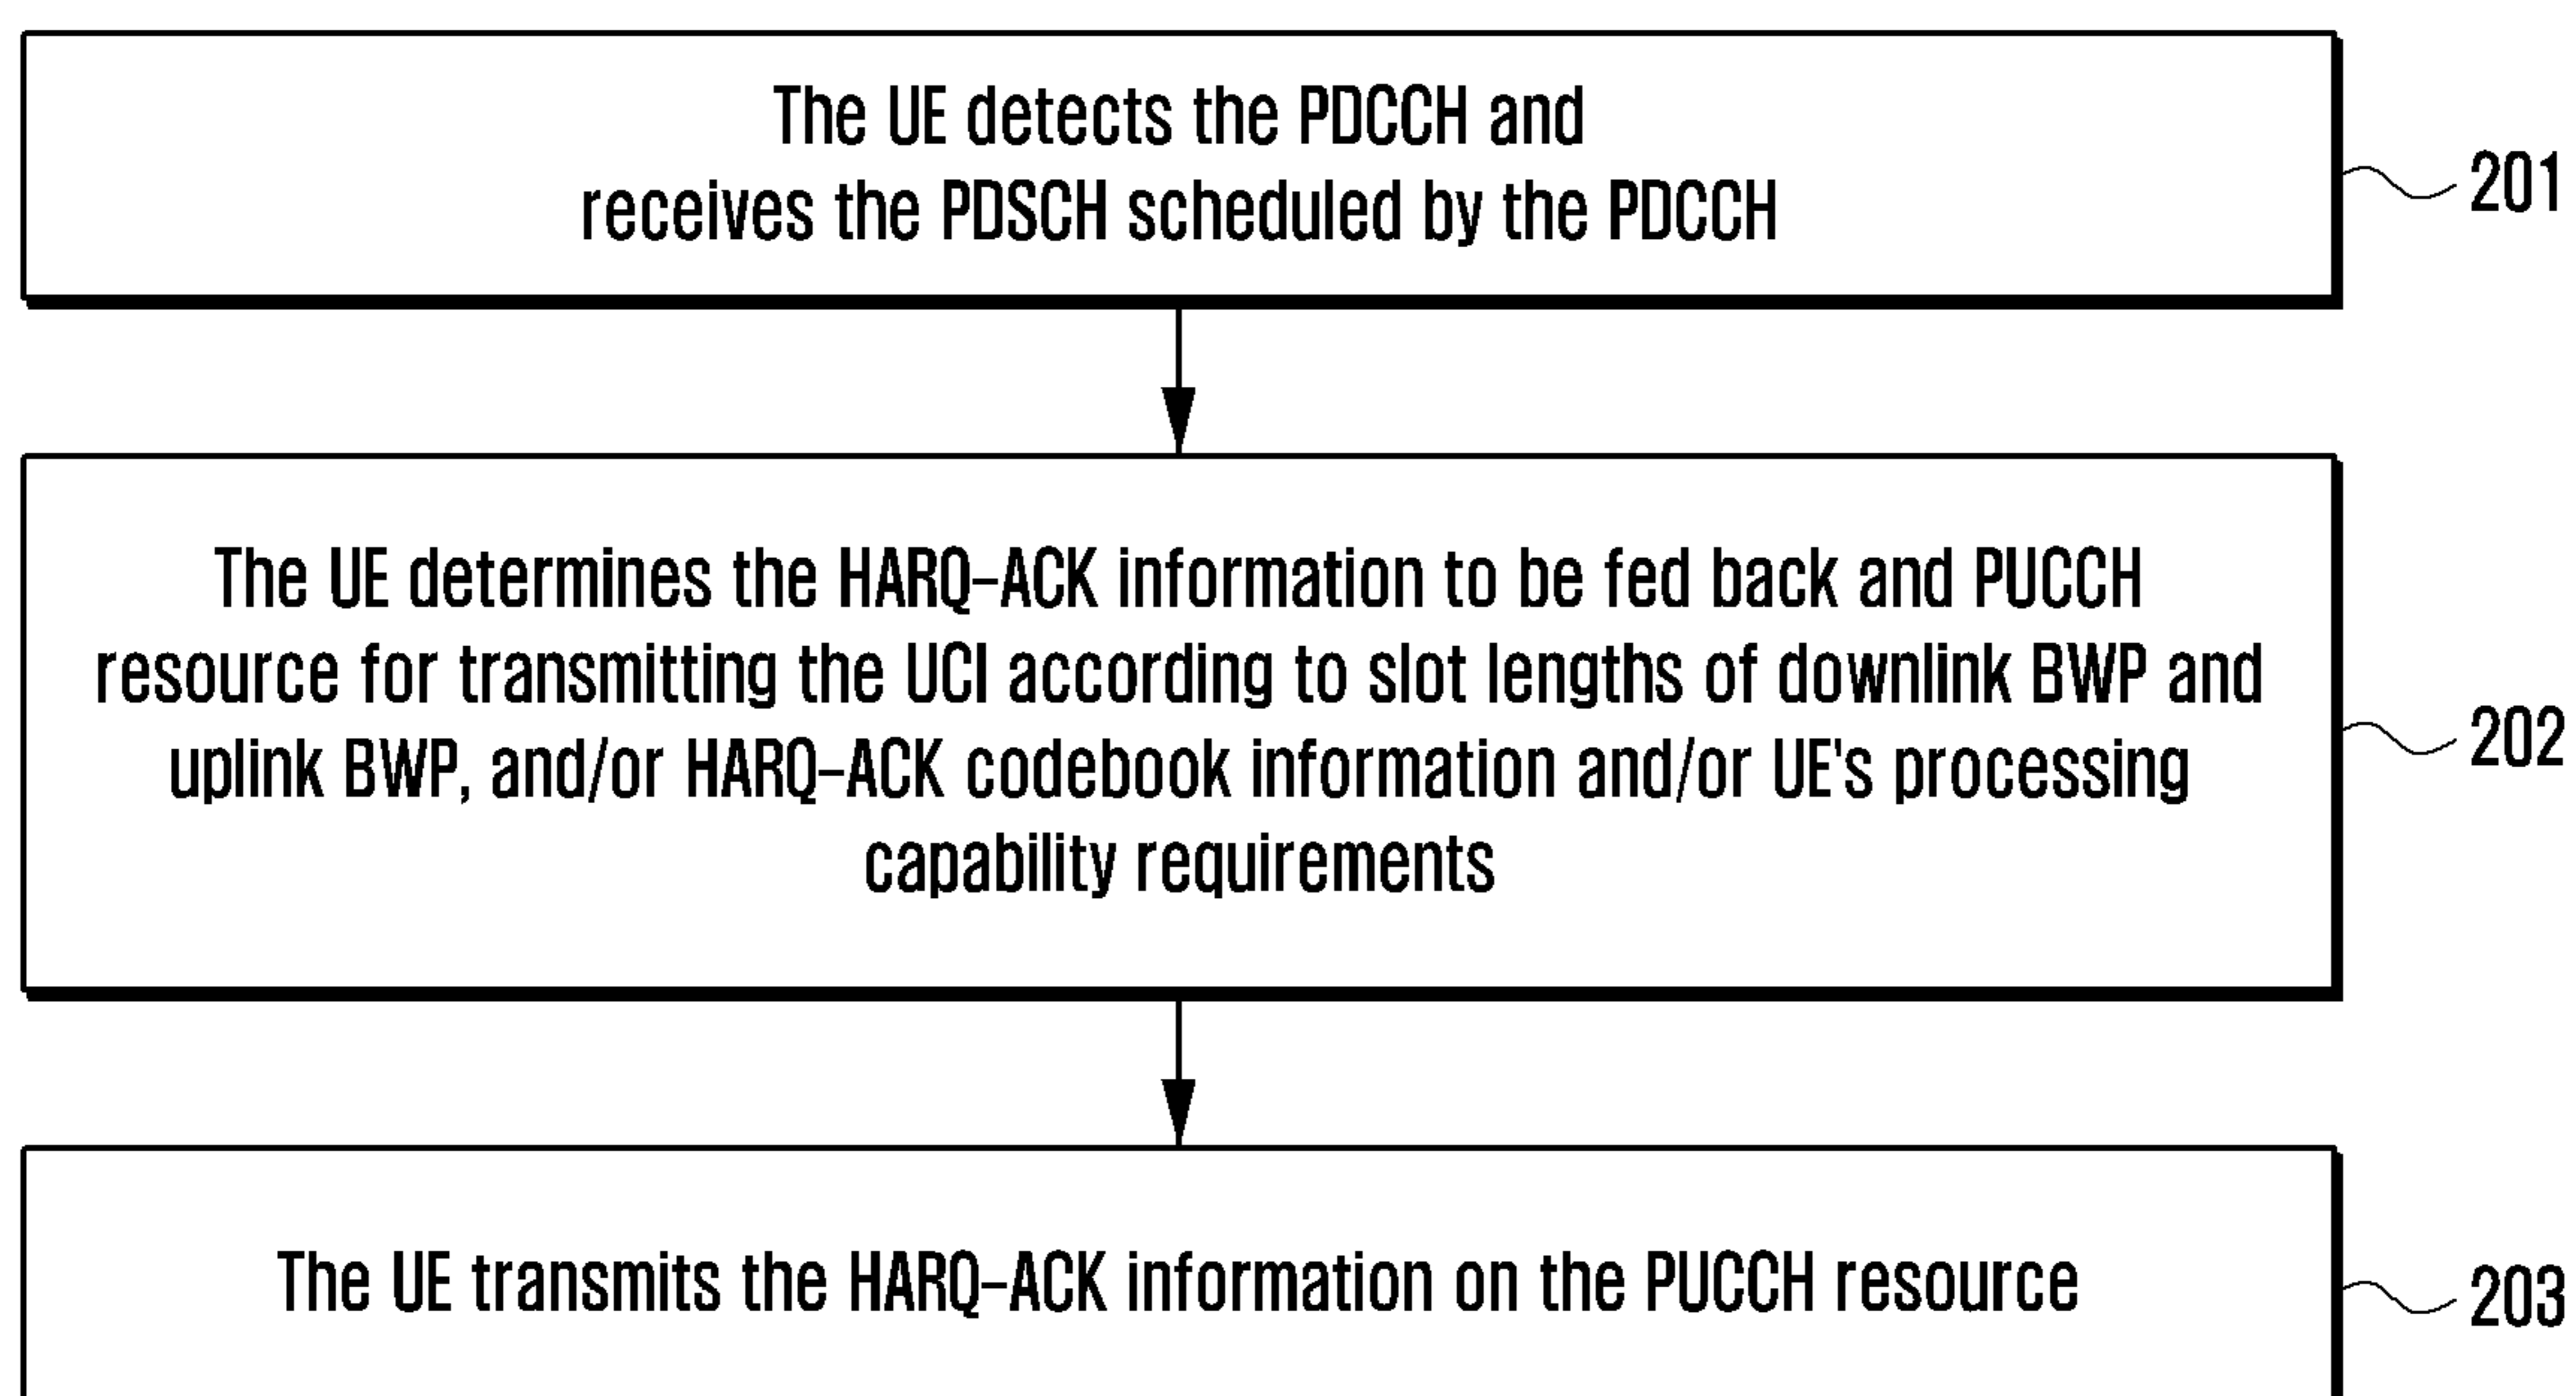 The UE detects the PDCCH and
receives the PDSCH scheduled by the PDCCH
201
The UE determines the HARQ–ACK information to be fed back and PUCCH
resource for transmitting the UCI according to slot lengths of downlink BWP and
uplink BWP, and/or HARQ–ACK codebook information and/or UE's processing
capability requirements
202
The UE transmits the HARQ–ACK information on the PUCCH resource
203